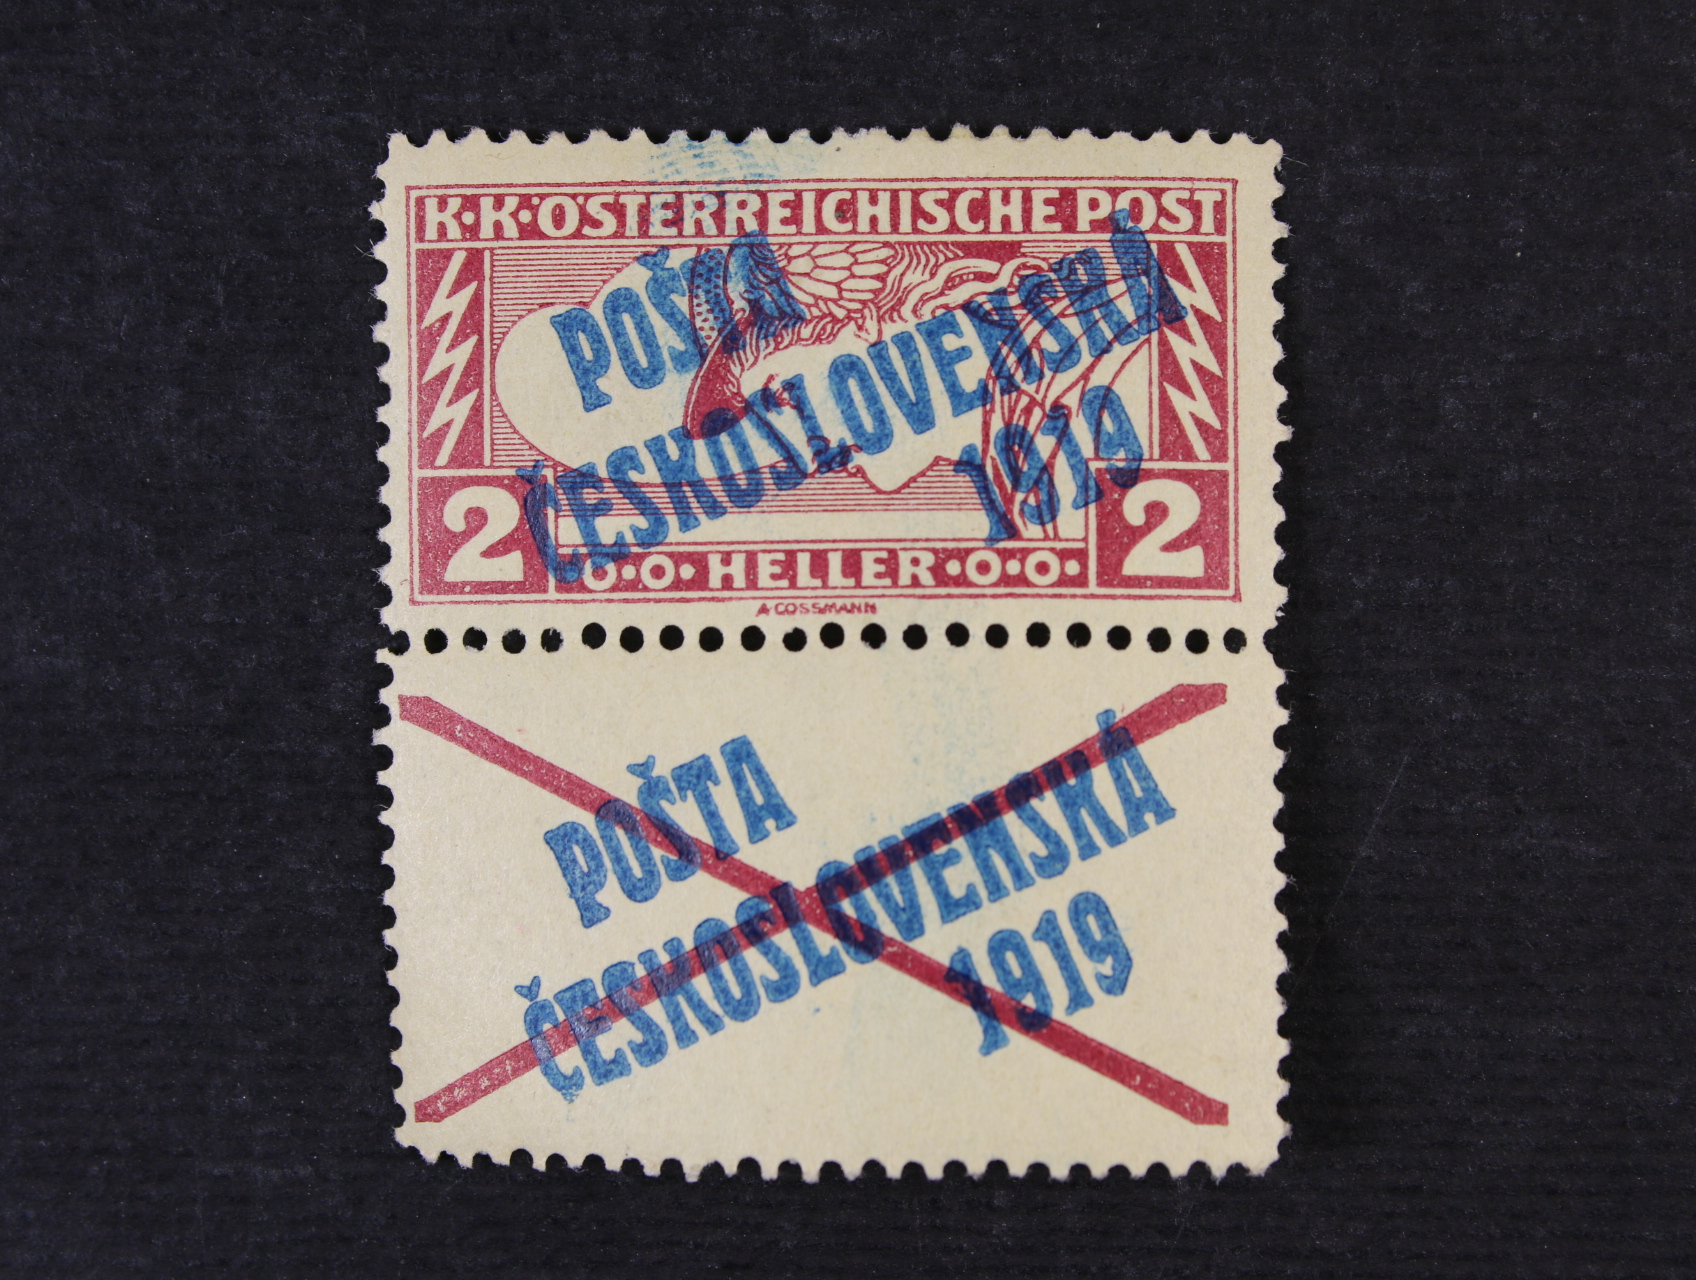 K·K·ÖSTERREICHISCHE POST
POŠTA
ČESKOSLOVENSKÁ
1919
2 O·O·HELLER·O·O· 2
A COSSMANN
POŠTA
ČESKOSLOVENSKÁ
1919